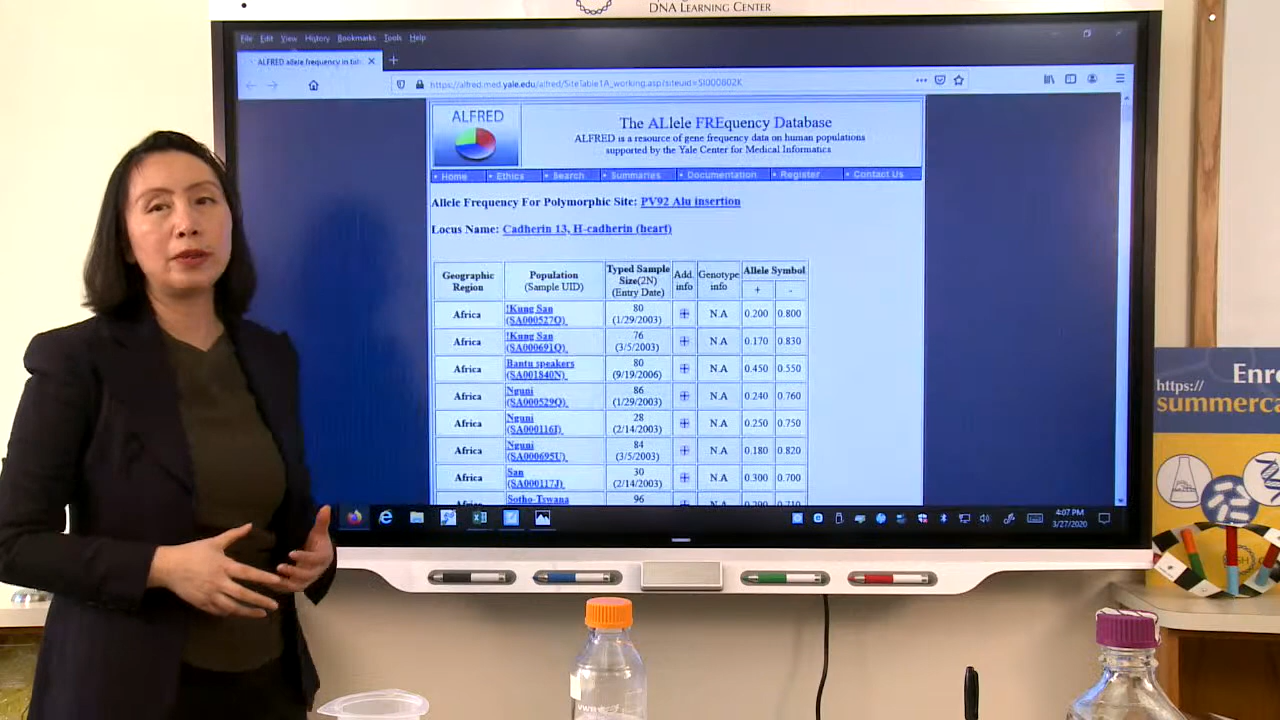 DNA LEARNING CENTER
File Edit View History Bookmarks Tools Help
ALFRED allele frequency in tab
https://alfred.med.yale.edu/alfred/SiteTable1A_working.asp?siteuid=SI000802K
ALFRED
The ALlele FREquency Database
ALFRED is a resource of gene frequency data on human populations
supported by the Yale Center for Medical Informatics
Home Ethics Search Summaries Documentation Register Contact Us
Allele Frequency For Polymorphic Site: PV92 Alu insertion
Locus Name: Cadherin 13, H-cadherin (heart)
Geographic Region Population (Sample UID) Typed Sample Size(2N) (Entry Date) Add. info Genotype info Allele Symbol
+ -
Africa !Kung San (SA000527O) 80 (1/29/2003) N.A 0.200 0.800
Africa !Kung San (SA000691Q) 76 (3/5/2003) N.A 0.170 0.830
Africa Bantu speakers (SA001840N) 80 (9/19/2006) N.A 0.450 0.550
Africa Nguni (SA000529Q) 86 (1/29/2003) N.A 0.240 0.760
Africa Nguni (SA000116I) 28 (2/14/2003) N.A 0.250 0.750
Africa Nguni (SA000695U) 84 (3/5/2003) N.A 0.180 0.820
Africa San (SA000117J) 30 (2/14/2003) N.A 0.300 0.700
Sotho-Tswana 96
4:07 PM
3/27/2020
Enro
https://
summerca